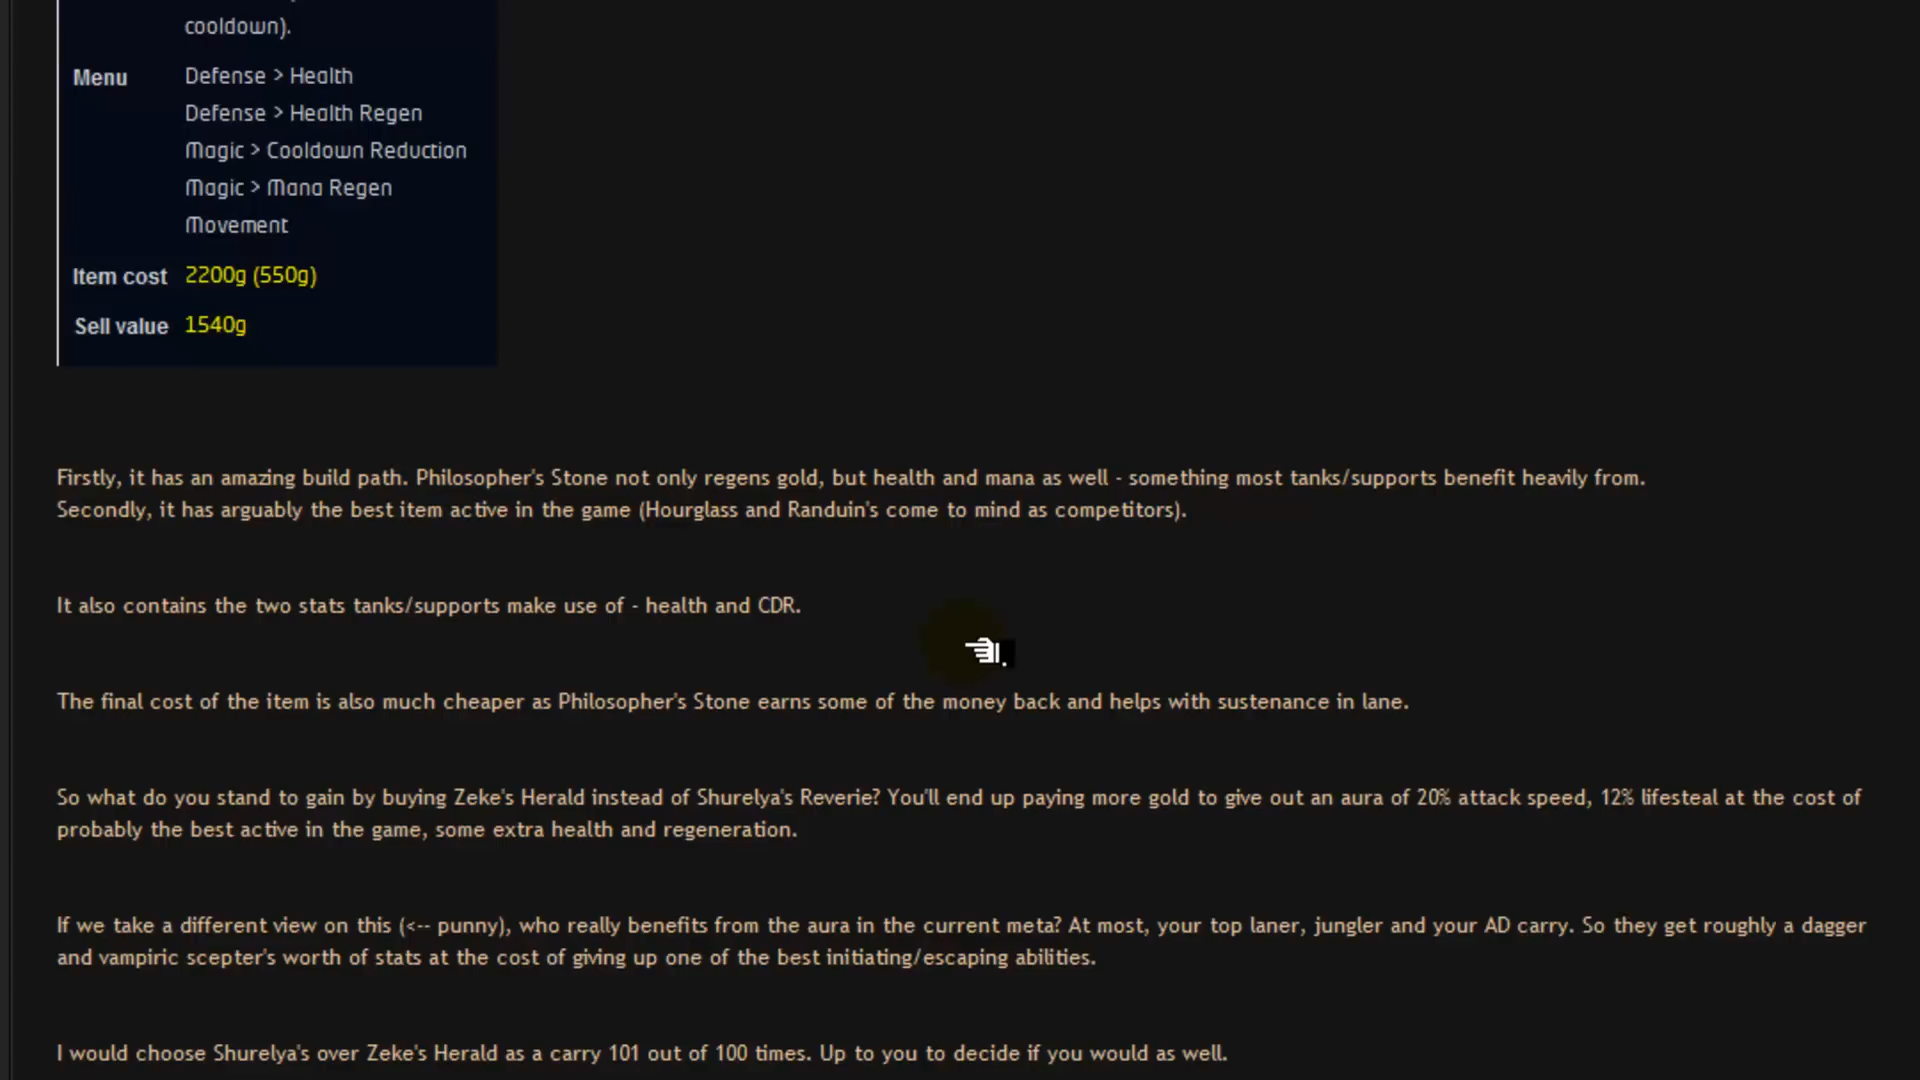 cooldown).
Menu Defense > Health
Defense > Health Regen
Magic > Cooldown Reduction
Magic > Mana Regen
Movement
Item cost 2200g (550g)
Sell value 1540g
Firstly, it has an amazing build path. Philosopher's Stone not only regens gold, but health and mana as well - something most tanks/supports benefit heavily from.
Secondly, it has arguably the best item active in the game (Hourglass and Randuin's come to mind as competitors).
It also contains the two stats tanks/supports make use of - health and CDR.
The final cost of the item is also much cheaper as Philosopher's Stone earns some of the money back and helps with sustenance in lane.
So what do you stand to gain by buying Zeke's Herald instead of Shurelya's Reverie? You'll end up paying more gold to give out an aura of 20% attack speed, 12% lifesteal at the cost of
probably the best active in the game, some extra health and regeneration.
If we take a different view on this (<-- punny), who really benefits from the aura in the current meta? At most, your top laner, jungler and your AD carry. So they get roughly a dagger
and vampiric scepter's worth of stats at the cost of giving up one of the best initiating/escaping abilities.
I would choose Shurelya's over Zeke's Herald as a carry 101 out of 100 times. Up to you to decide if you would as well.